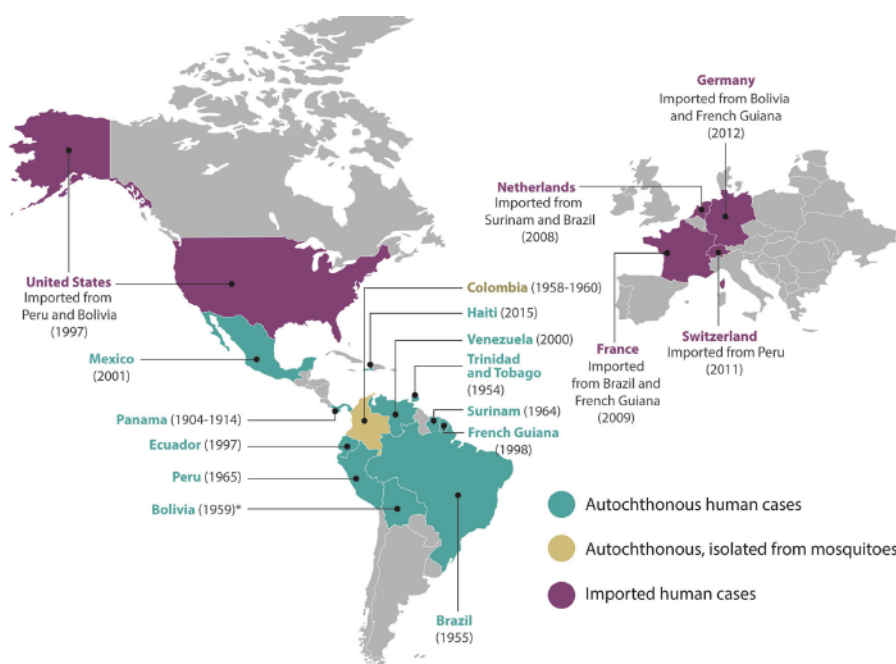 Germany
Imported from Bolivia
and French Guiana
(2012)
Netherlands
Imported from
Surinam and Brazil
(2008)
United States
Imported from
Peru and Bolivia
(1997)
Colombia (1958-1960)
Haiti (2015)
Venezuela (2000)
Mexico
(2001)
Trinidad
and Tobago
(1954)
France
Imported
from Brazil and
French Guiana
(2009)
Switzerland
Imported from Peru
(2011)
Panama (1904-1914)
Surinam (1964)
Ecuador (1997)
French Guiana
(1998)
Peru (1965)
Bolivia (1959)*
Brazil
(1955)
Autochthonous human cases
Autochthonous, isolated from mosquitoes
Imported human cases